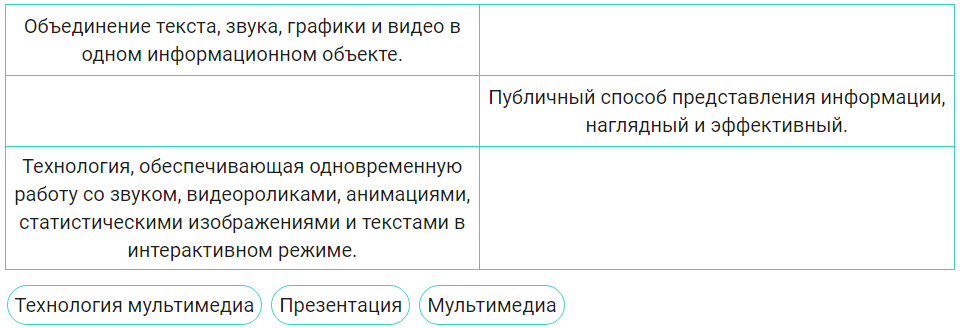 Объединение текста, звука, графики и видео в
одном информационном объекте.
Публичный способ представления информации,
наглядный и эффективный.
Технология, обеспечивающая одновременную
работу со звуком, видеороликами, анимациями,
статистическими изображениями и текстами в
интерактивном режиме.
Технология мультимедиа
Презентация
Мультимедиа